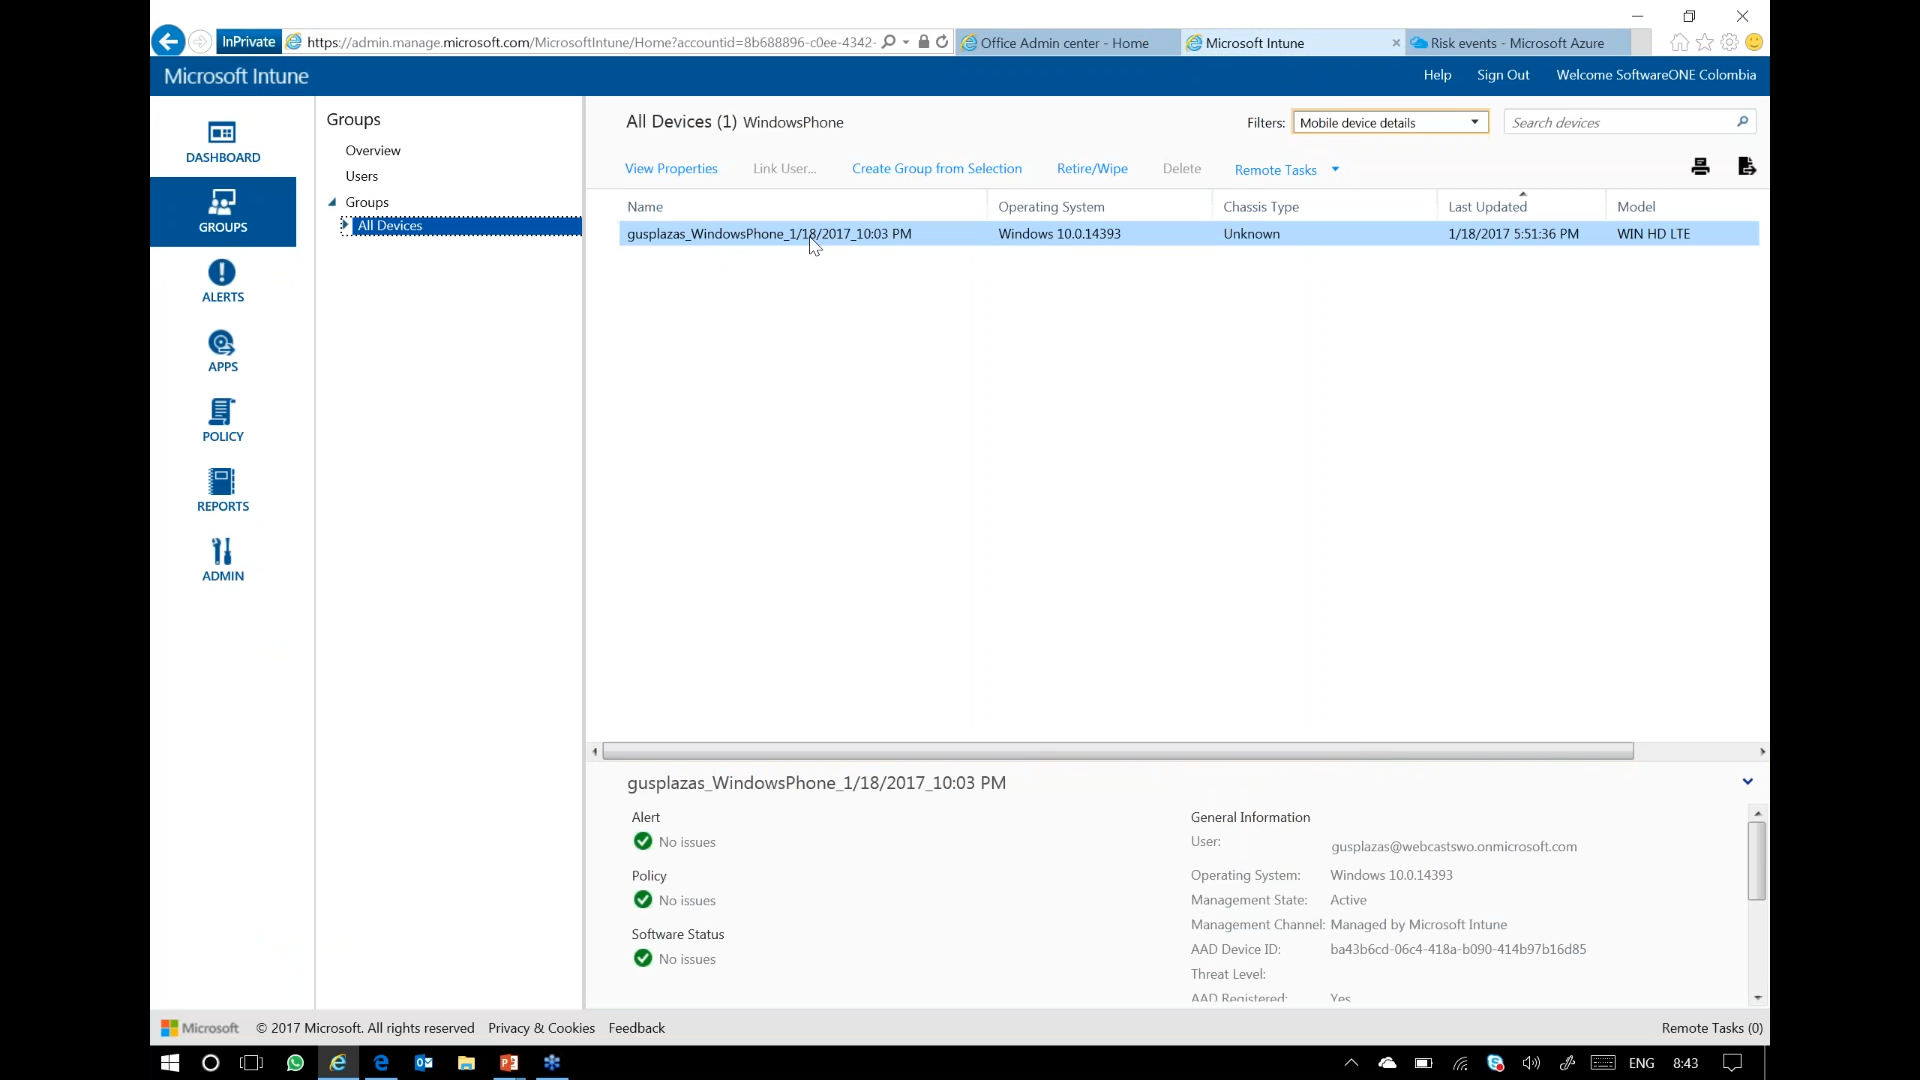 InPrivate https://admin.manage.microsoft.com/MicrosoftIntune/Home?accountid=8b688896-c0ee-4342- Office Admin center - Home Microsoft Intune Risk events - Microsoft Azure
Microsoft Intune Help Sign Out Welcome SoftwareONE Colombia
DASHBOARD
GROUPS
ALERTS
APPS
POLICY
REPORTS
ADMIN
Groups
Overview
Users
Groups
All Devices
All Devices (1) WindowsPhone Filters: Mobile device details Search devices
View Properties Link User... Create Group from Selection Retire/Wipe Delete Remote Tasks
Name Operating System Chassis Type Last Updated Model
gusplazas_WindowsPhone_1/18/2017_10:03 PM Windows 10.0.14393 Unknown 1/18/2017 5:51:36 PM WIN HD LTE
gusplazas_WindowsPhone_1/18/2017_10:03 PM
Alert
No issues
Policy
No issues
Software Status
No issues
General Information
User: gusplazas@webcastswo.onmicrosoft.com
Operating System: Windows 10.0.14393
Management State: Active
Management Channel: Managed by Microsoft Intune
AAD Device ID: ba43b6cd-06c4-418a-b090-414b97b16d85
Threat Level:
AAD Registered: Yes
Microsoft © 2017 Microsoft. All rights reserved Privacy & Cookies Feedback Remote Tasks (0)
ENG 8:43